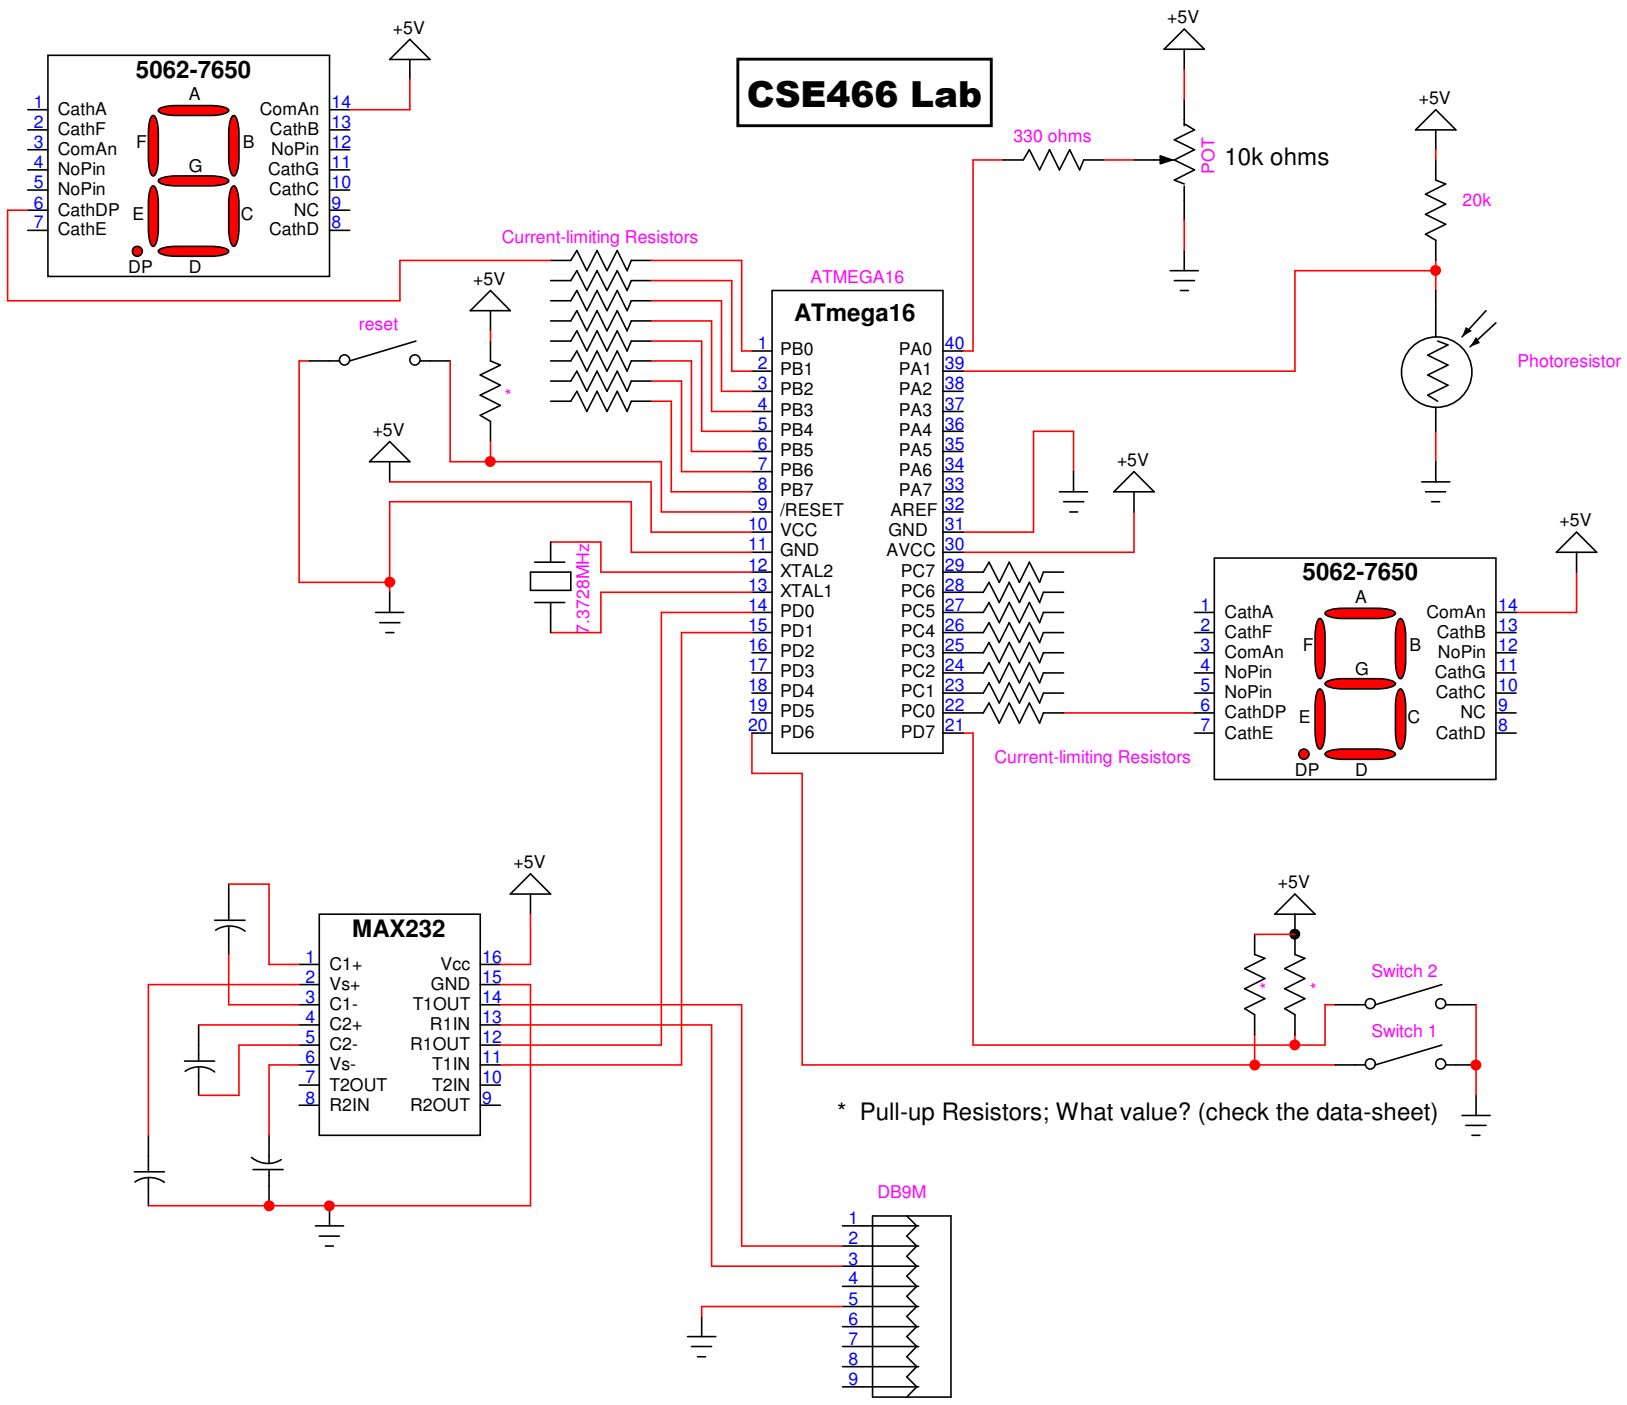 CSE466 Lab
+5V
5062-7650
1 CathA
2 CathF
3 ComAn
4 NoPin
5 NoPin
6 CathDP
7 CathE
ComAn 14
CathB 13
NoPin 12
CathG 11
CathC 10
NC 9
CathD 8
A
F
B
G
E
C
DP
D
+5V
330 ohms
POT
10k ohms
+5V
20k
Photoresistor
Current-limiting Resistors
+5V
reset
*
+5V
ATMEGA16
ATmega16
1 PB0
2 PB1
3 PB2
4 PB3
5 PB4
6 PB5
7 PB6
8 PB7
9 /RESET
10 VCC
11 GND
12 XTAL2
13 XTAL1
14 PD0
15 PD1
16 PD2
17 PD3
18 PD4
19 PD5
20 PD6
PA0 40
PA1 39
PA2 38
PA3 37
PA4 36
PA5 35
PA6 34
PA7 33
AREF 32
GND 31
AVCC 30
PC7 29
PC6 28
PC5 27
PC4 26
PC3 25
PC2 24
PC1 23
PC0 22
PD7 21
7.3728MHz
+5V
Current-limiting Resistors
+5V
5062-7650
1 CathA
2 CathF
3 ComAn
4 NoPin
5 NoPin
6 CathDP
7 CathE
ComAn 14
CathB 13
NoPin 12
CathG 11
CathC 10
NC 9
CathD 8
A
F
B
G
E
C
DP
D
+5V
MAX232
1 C1+
2 Vs+
3 C1-
4 C2+
5 C2-
6 Vs-
7 T2OUT
8 R2IN
Vcc 16
GND 15
T1OUT 14
R1IN 13
R1OUT 12
T1IN 11
T2IN 10
R2OUT 9
+5V
*
*
Switch 2
Switch 1
* Pull-up Resistors; What value? (check the data-sheet)
DB9M
1
2
3
4
5
6
7
8
9